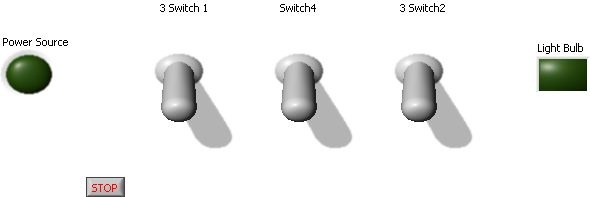 3 Switch 1
Switch4
3 Switch2
Power Source
Light Bulb
STOP